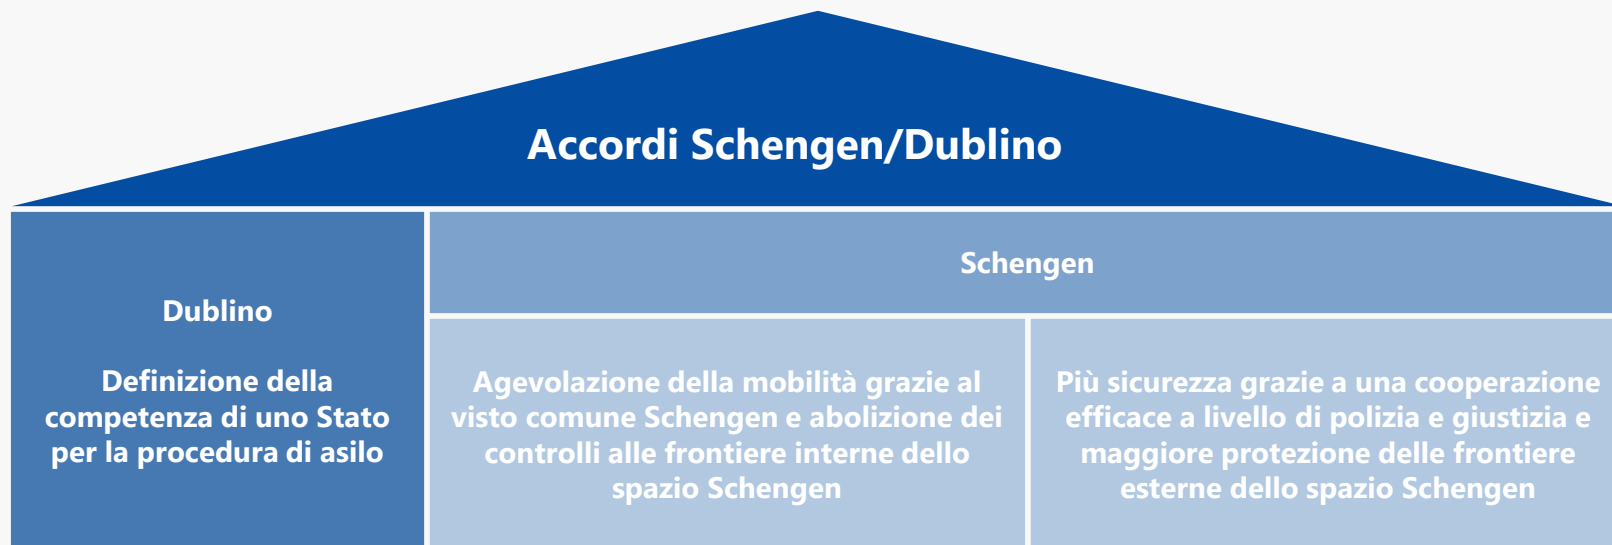 Accordi Schengen/Dublino
Dublino
Definizione della
competenza di uno Stato
per la procedura di asilo
Schengen
Agevolazione della mobilità grazie al
visto comune Schengen e abolizione dei
controlli alle frontiere interne dello
spazio Schengen
Più sicurezza grazie a una cooperazione
efficace a livello di polizia e giustizia e
maggiore protezione delle frontiere
esterne dello spazio Schengen